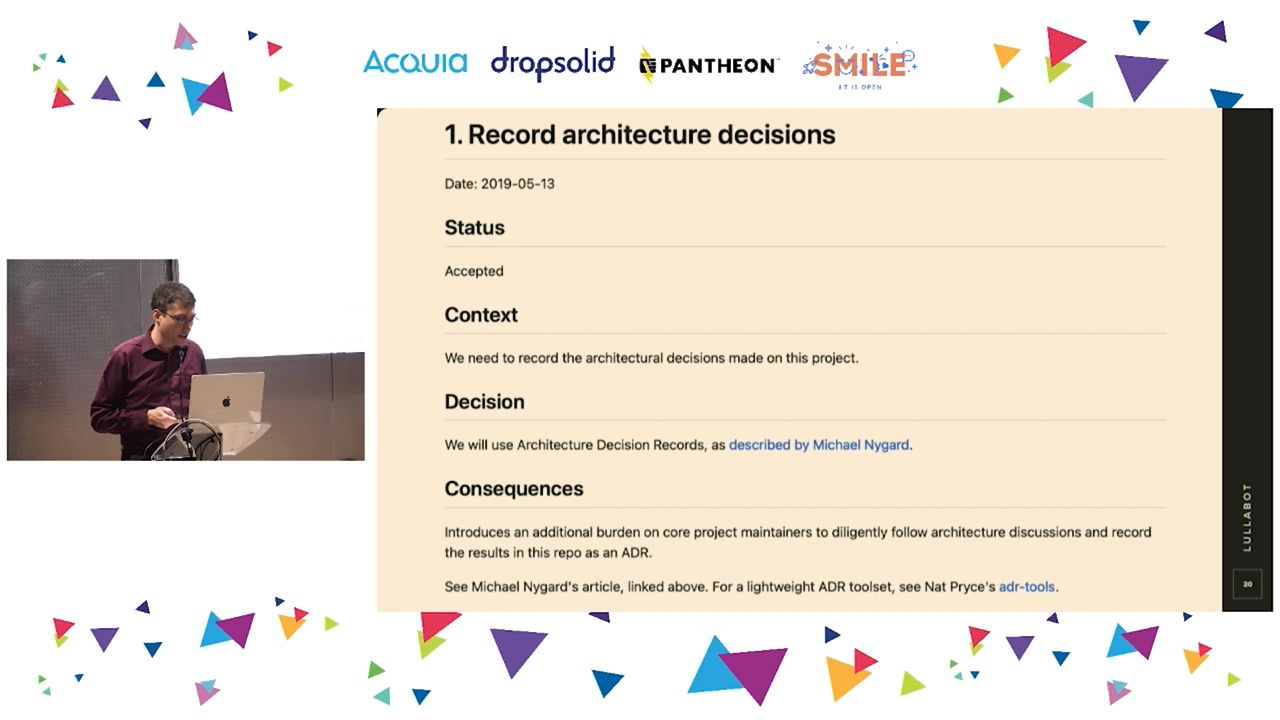 Acquia
dropsolid
PANTHEON
SMILE
I.T IS OPEN
1. Record architecture decisions
Date: 2019-05-13
Status
Accepted
Context
We need to record the architectural decisions made on this project.
Decision
We will use Architecture Decision Records, as described by Michael Nygard.
Consequences
Introduces an additional burden on core project maintainers to diligently follow architecture discussions and record
the results in this repo as an ADR.
See Michael Nygard's article, linked above. For a lightweight ADR toolset, see Nat Pryce's adr-tools.
LULLABOT
20